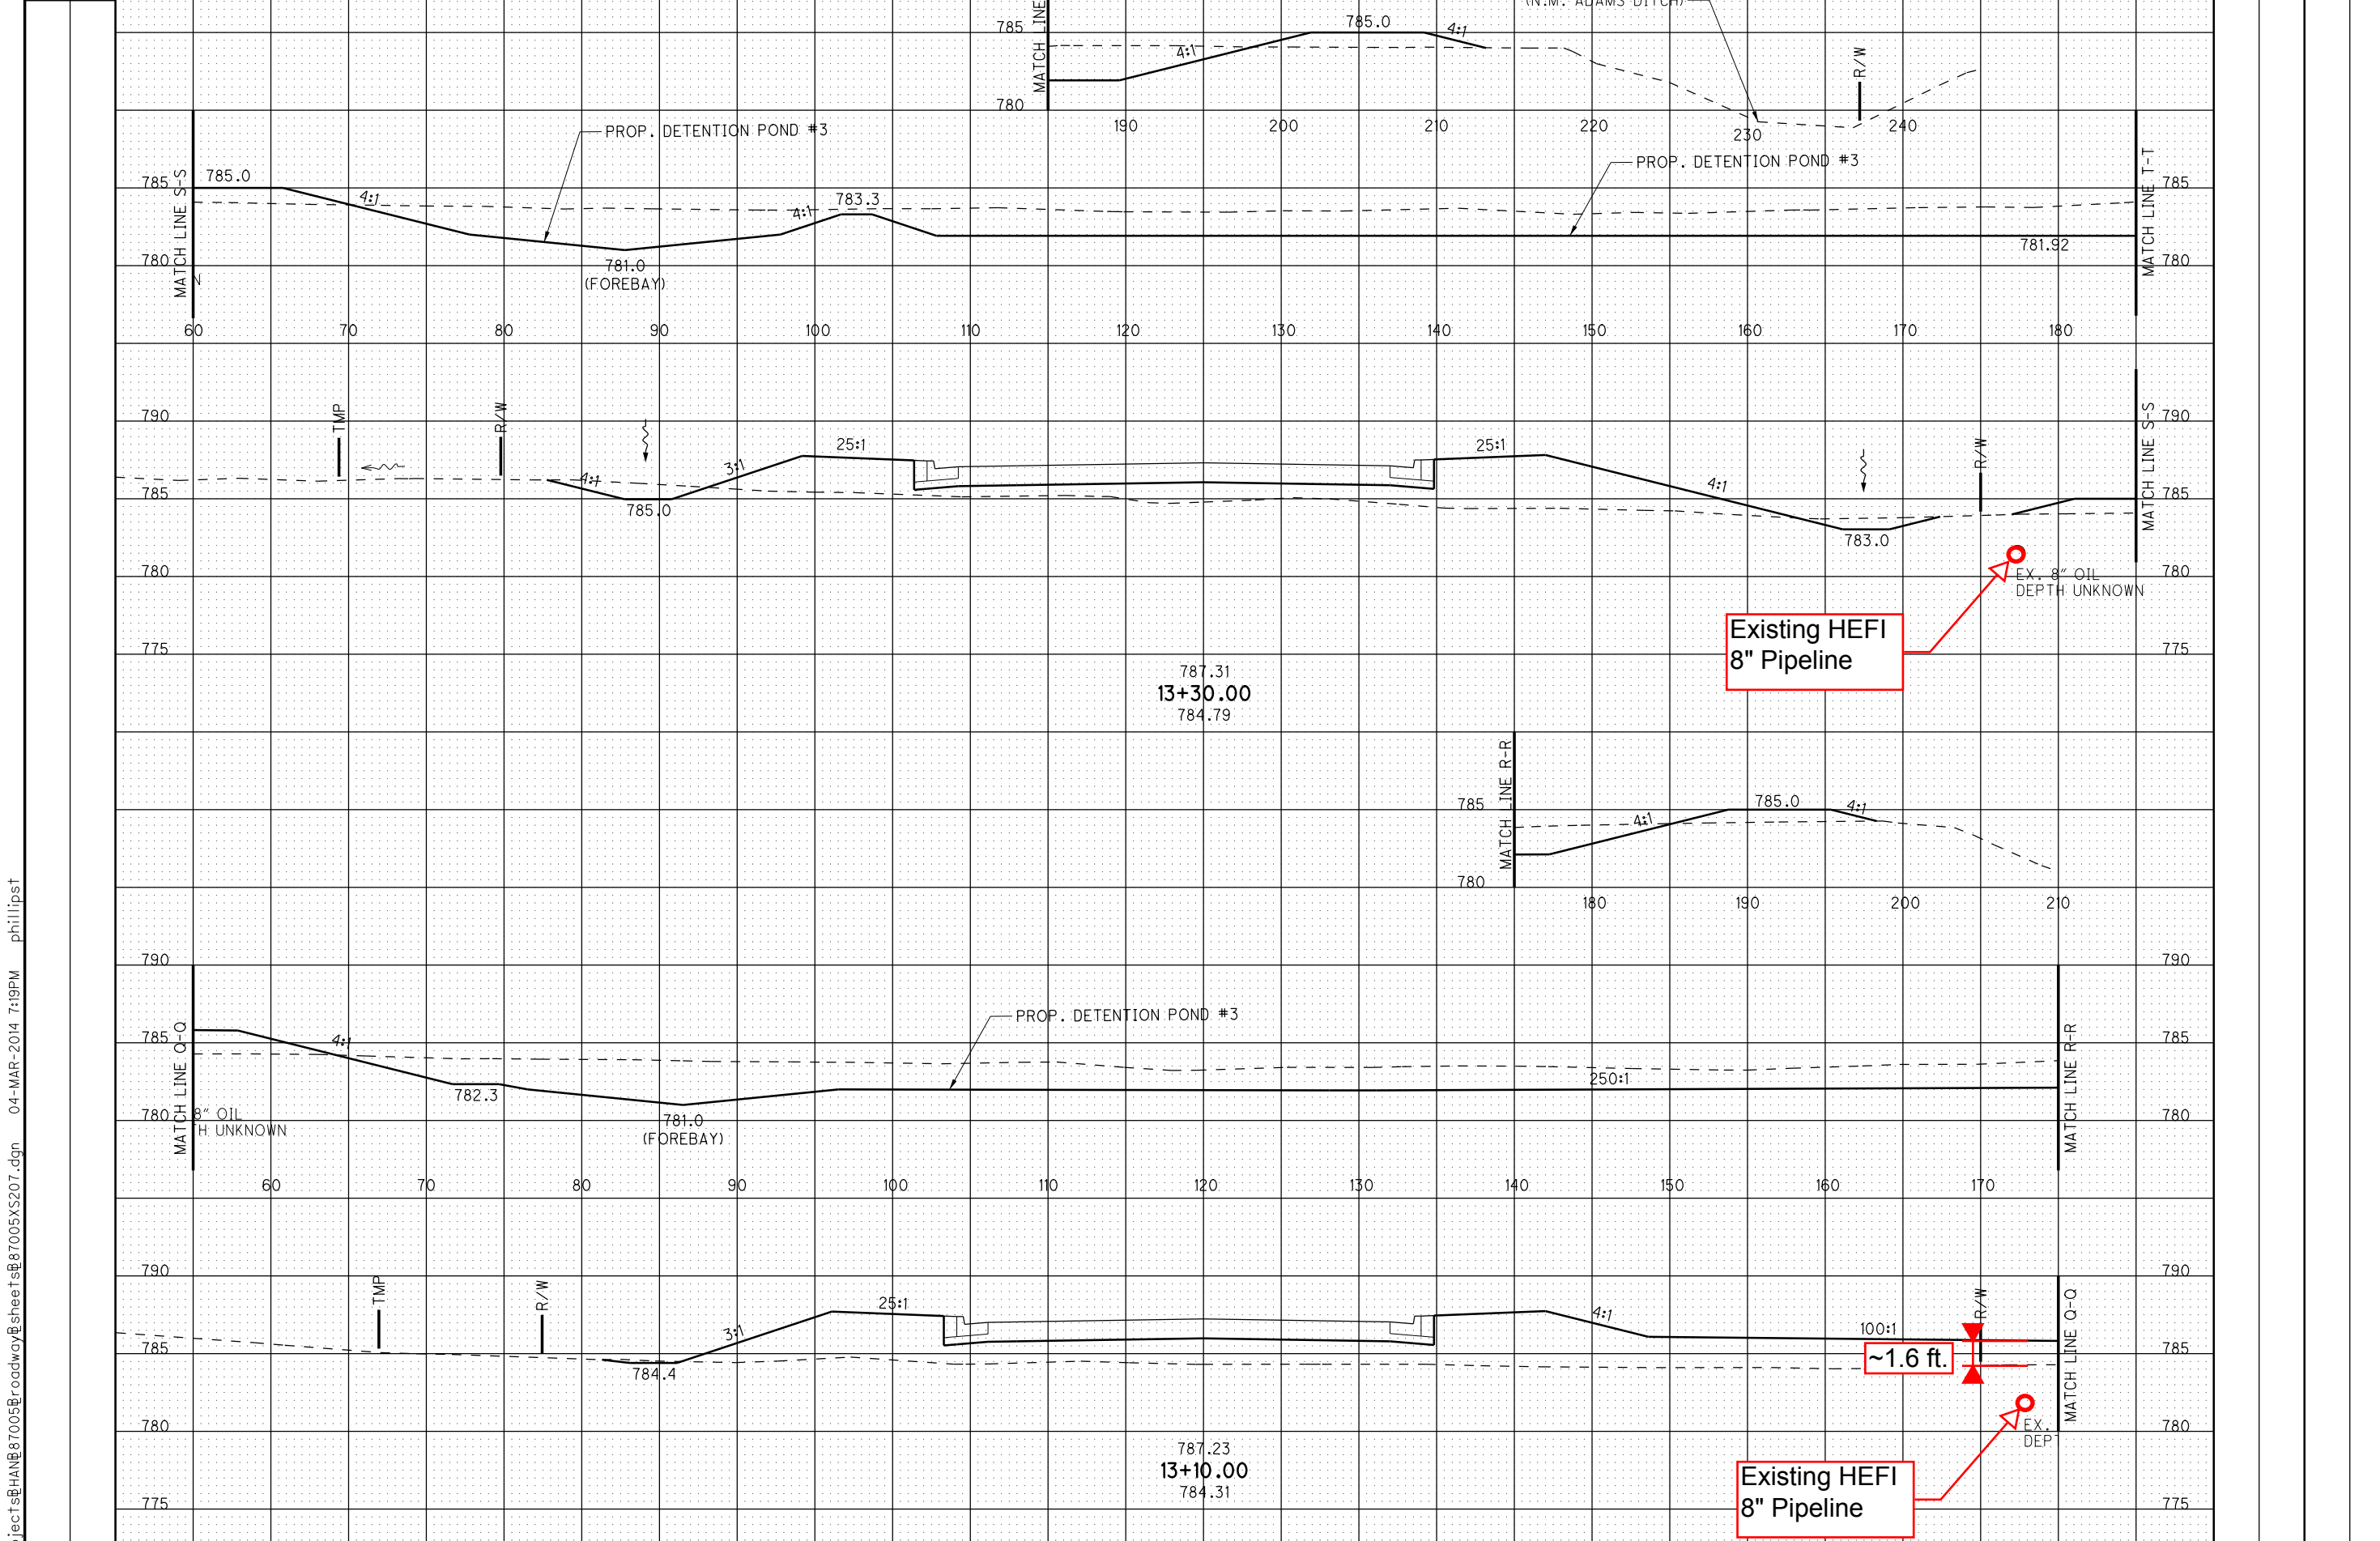 (N.M. ADAMS DITCH)
MATCH LINE
785
785.0
4:1
4:1
R/W
780
190
200
210
220
230
240
PROP. DETENTION POND #3
PROP. DETENTION POND #3
MATCH LINE S-S
785
785.0
4:1
4:1
783.3
785
MATCH LINE T-T
780
781.0
(FOREBAY)
781.92
780
N
60
70
80
90
100
110
120
130
140
150
160
170
180
790
TMP
R/W
25:1
25:1
R/W
790
MATCH LINE S-S
785
4:1
3:1
785.0
4:1
783.0
785
780
EX. 8" OIL
DEPTH UNKNOWN
780
775
Existing HEFI
8" Pipeline
775
787.31
13+30.00
784.79
MATCH LINE R-R
785
4:1
785.0
4:1
780
180
190
200
210
790
790
PROP. DETENTION POND #3
MATCH LINE Q-Q
785
4:1
785
MATCH LINE R-R
782.3
250:1
780
8" OIL
TH UNKNOWN
781.0
(FOREBAY)
780
60
70
80
90
100
110
120
130
140
150
160
170
790
TMP
R/W
25:1
4:1
R/W
790
MATCH LINE Q-Q
785
3:1
784.4
100:1
~1.6 ft.
785
780
EX.
DEPT
780
787.23
13+10.00
784.31
Existing HEFI
8" Pipeline
775
775
04-MAR-2014 7:19PM phillipst